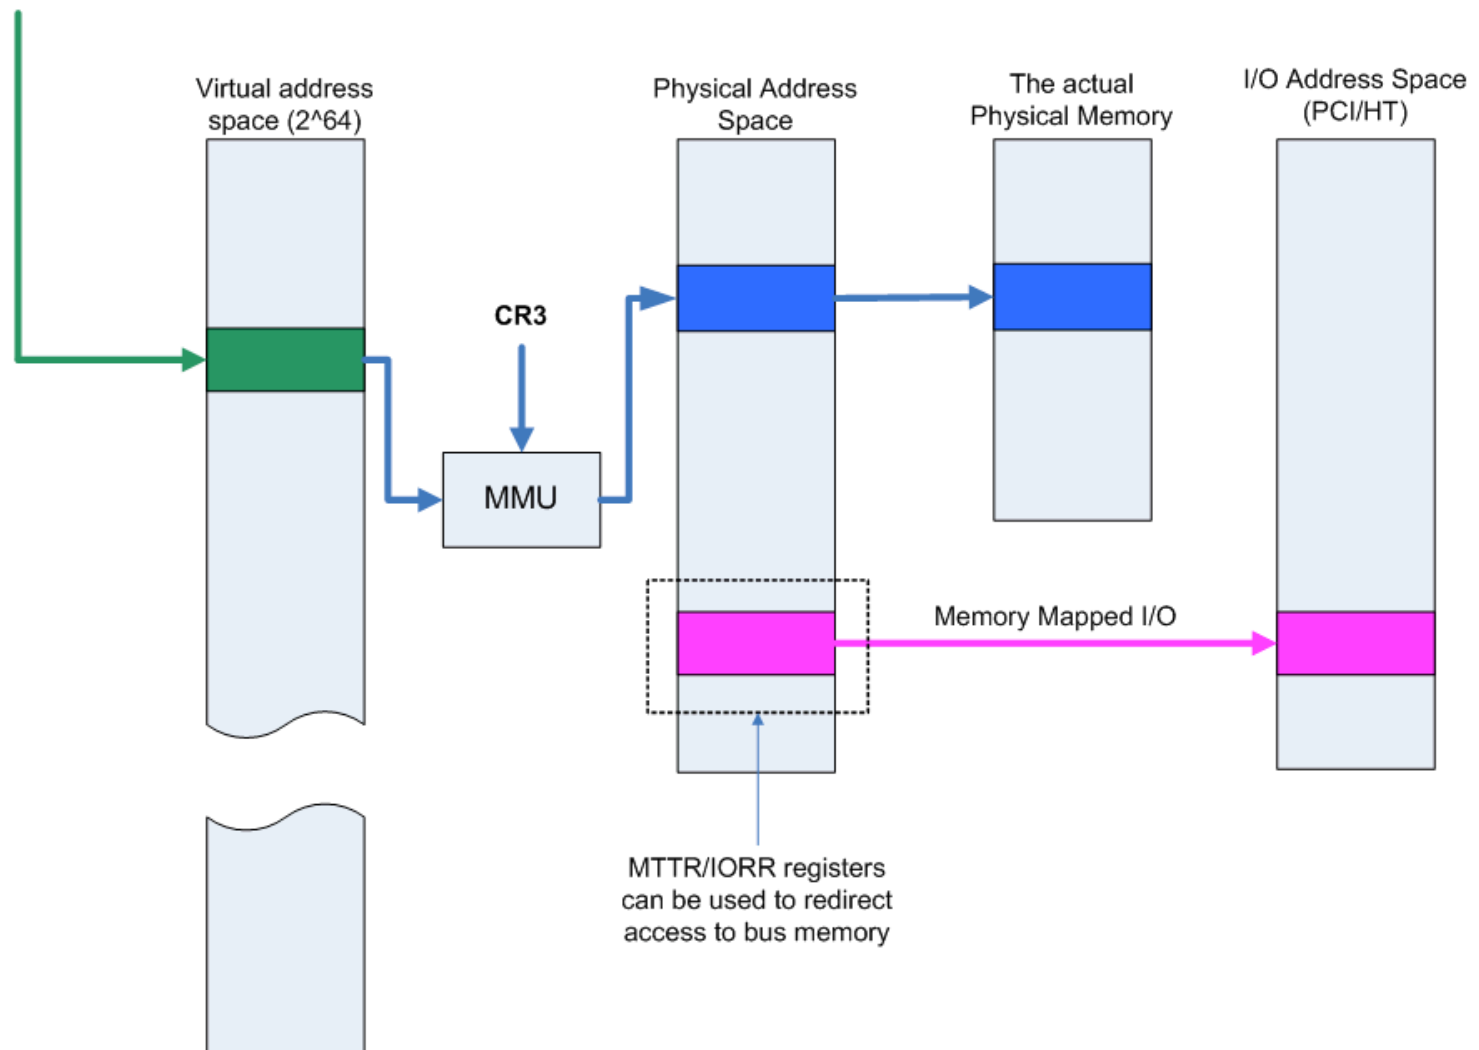 Virtual address
space (2^64)
Physical Address
Space
The actual
Physical Memory
I/O Address Space
(PCI/HT)
CR3
MMU
Memory Mapped I/O
MTTR/IORR registers
can be used to redirect
access to bus memory